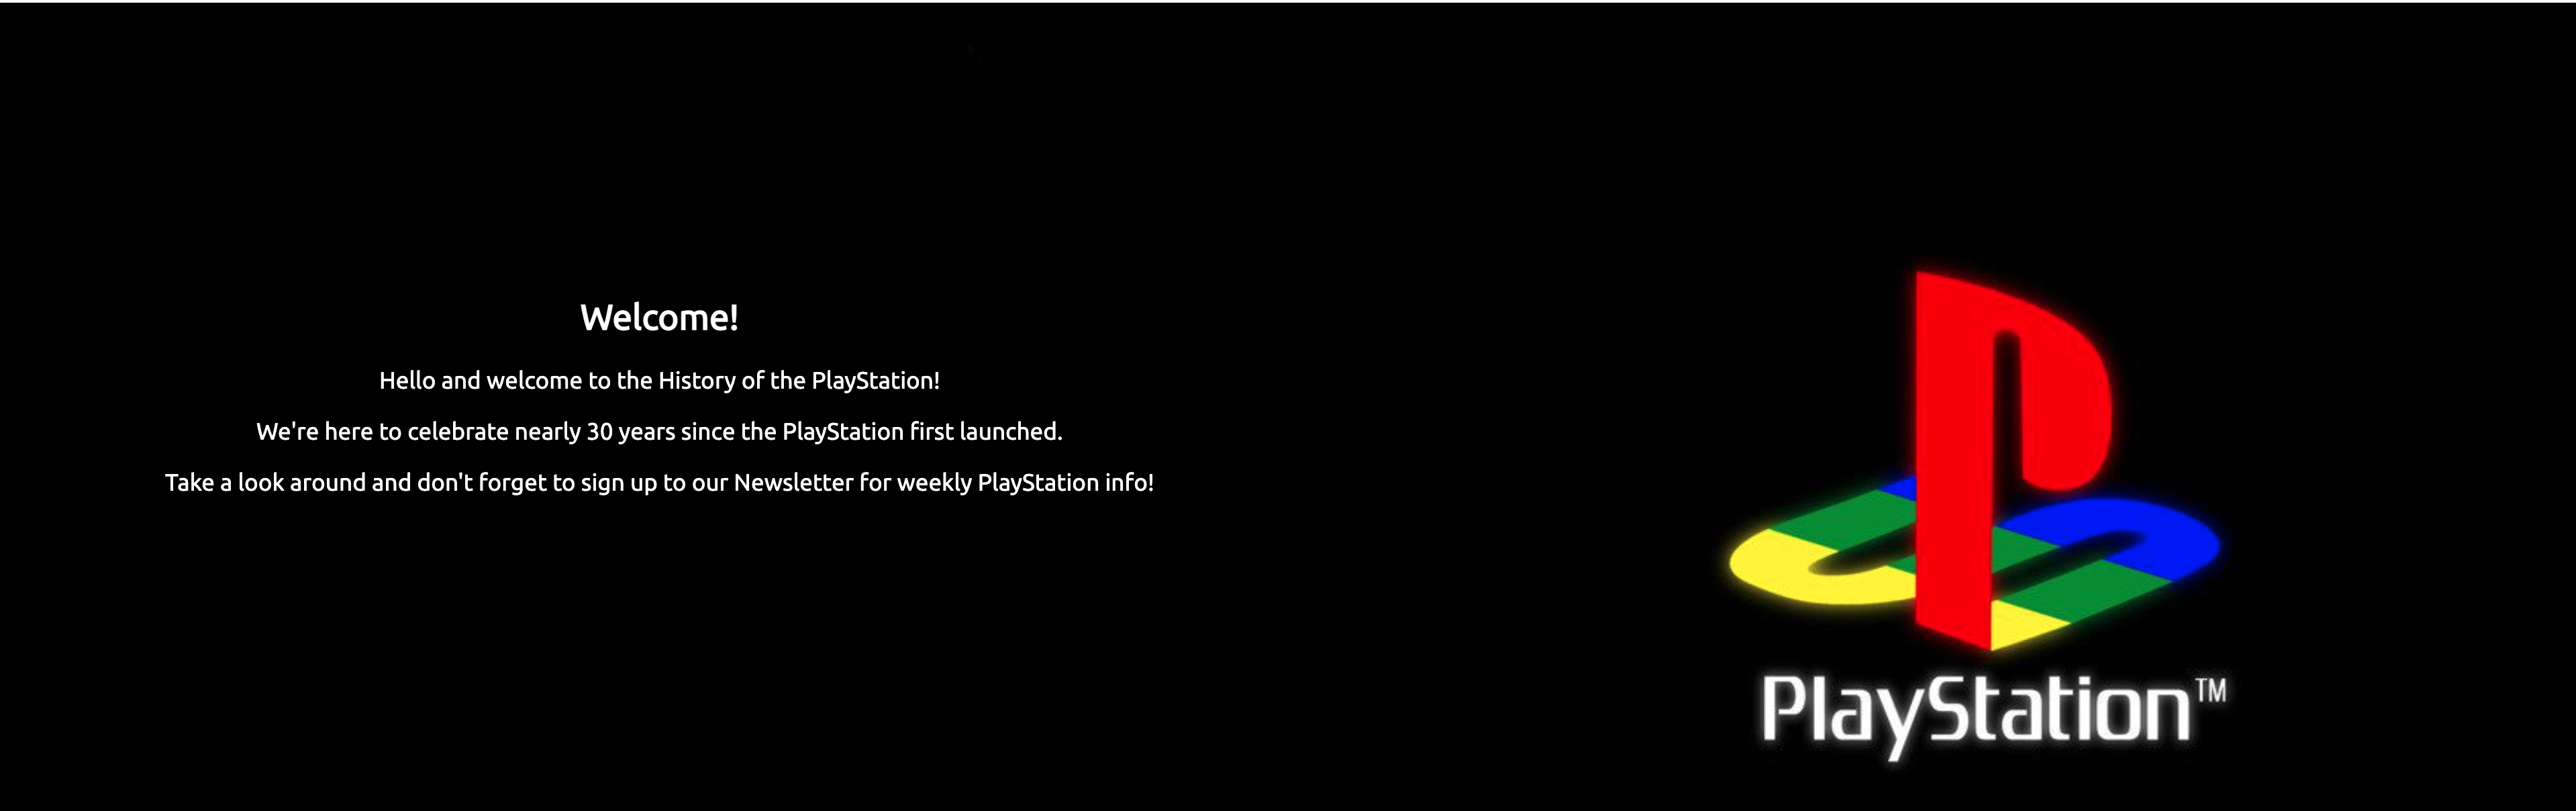 Welcome!
Hello and welcome to the History of the PlayStation!
We're here to celebrate nearly 30 years since the PlayStation first launched.
Take a look around and don't forget to sign up to our Newsletter for weekly PlayStation info!
PlayStation™